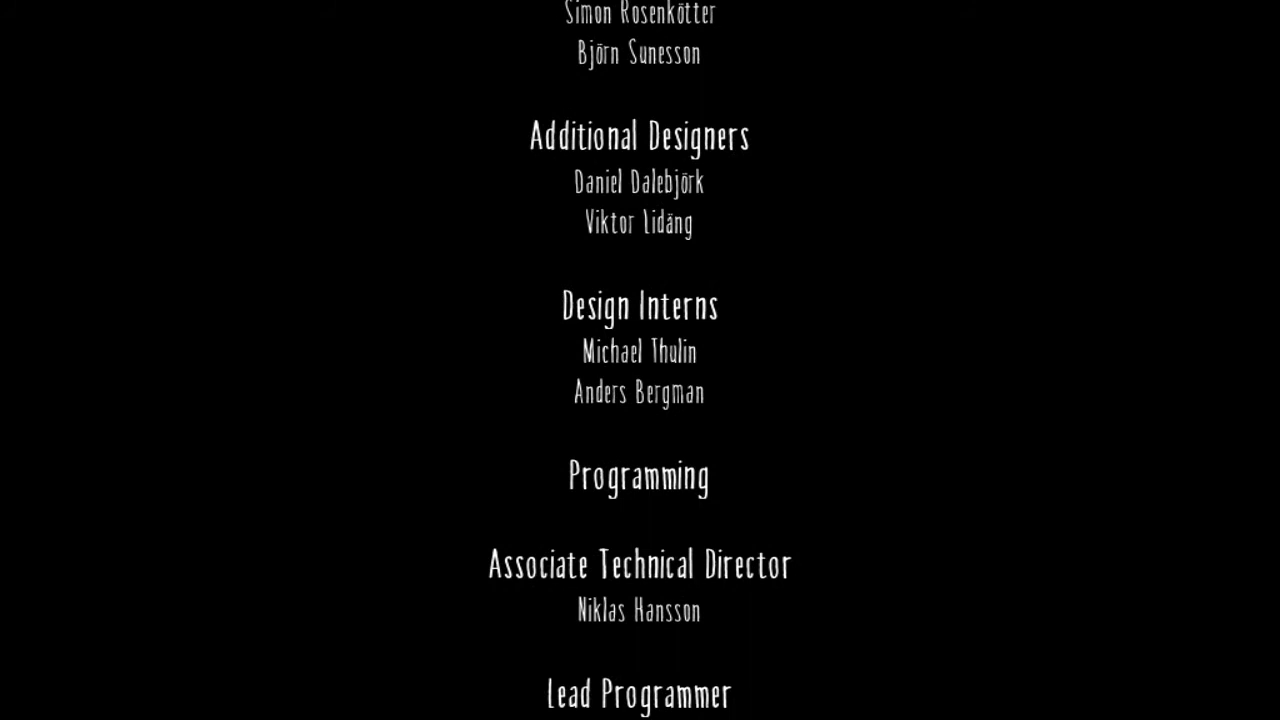 Simon Rosenkötter
Björn Sunesson
Additional Designers
Daniel Dalebjörk
Viktor Lidäng
Design Interns
Michael Thulin
Anders Bergman
Programming
Associate Technical Director
Niklas Hansson
Lead Programmer